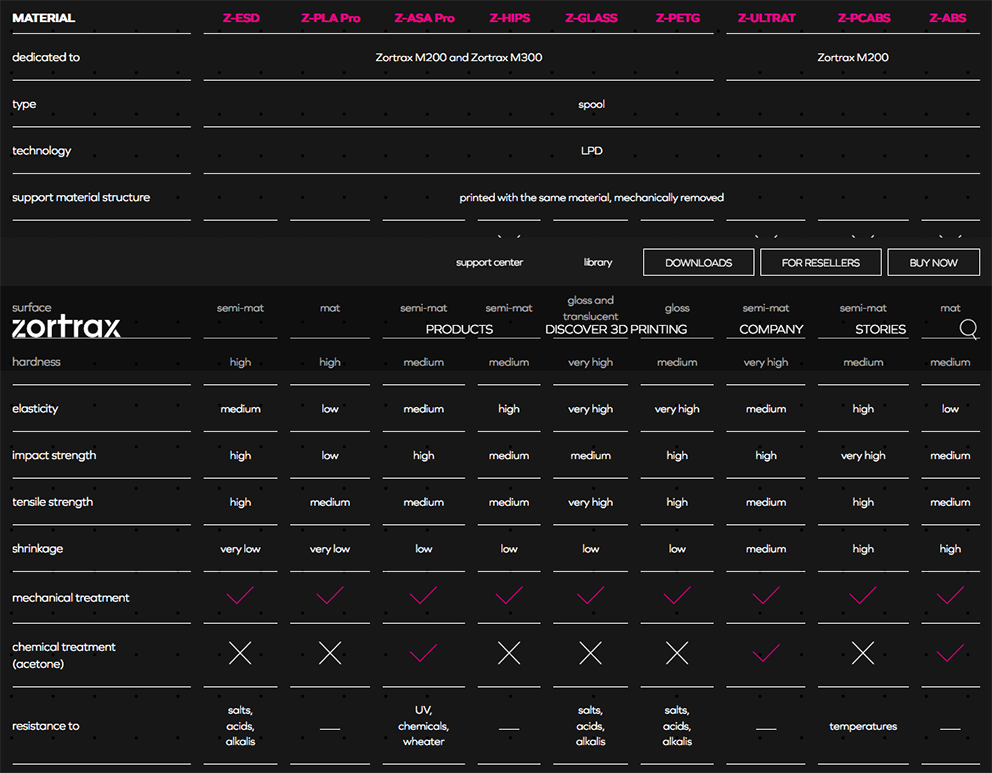 MATERIAL Z-ESD Z-PLA Pro Z-ASA Pro Z-HIPS Z-GLASS Z-PETG Z-ULTRAT Z-PCABS Z-ABS
dedicated to Zortrax M200 and Zortrax M300 Zortrax M200
type spool
technology LPD
support material structure printed with the same material, mechanically removed
support center library DOWNLOADS FOR RESELLERS BUY NOW
surface semi-mat mat semi-mat semi-mat gloss and translucent gloss semi-mat semi-mat mat
zortrax PRODUCTS DISCOVER 3D PRINTING COMPANY STORIES
hardness high high medium medium very high medium very high medium medium
elasticity medium low medium high very high very high medium high low
impact strength high low high medium medium high high very high medium
tensile strength high medium medium medium very high high medium high medium
shrinkage very low very low low low low low medium high high
mechanical treatment
chemical treatment
(acetone)
resistance to salts, acids, alkalis — UV, chemicals, wheater — salts, acids, alkalis salts, acids, alkalis — temperatures —